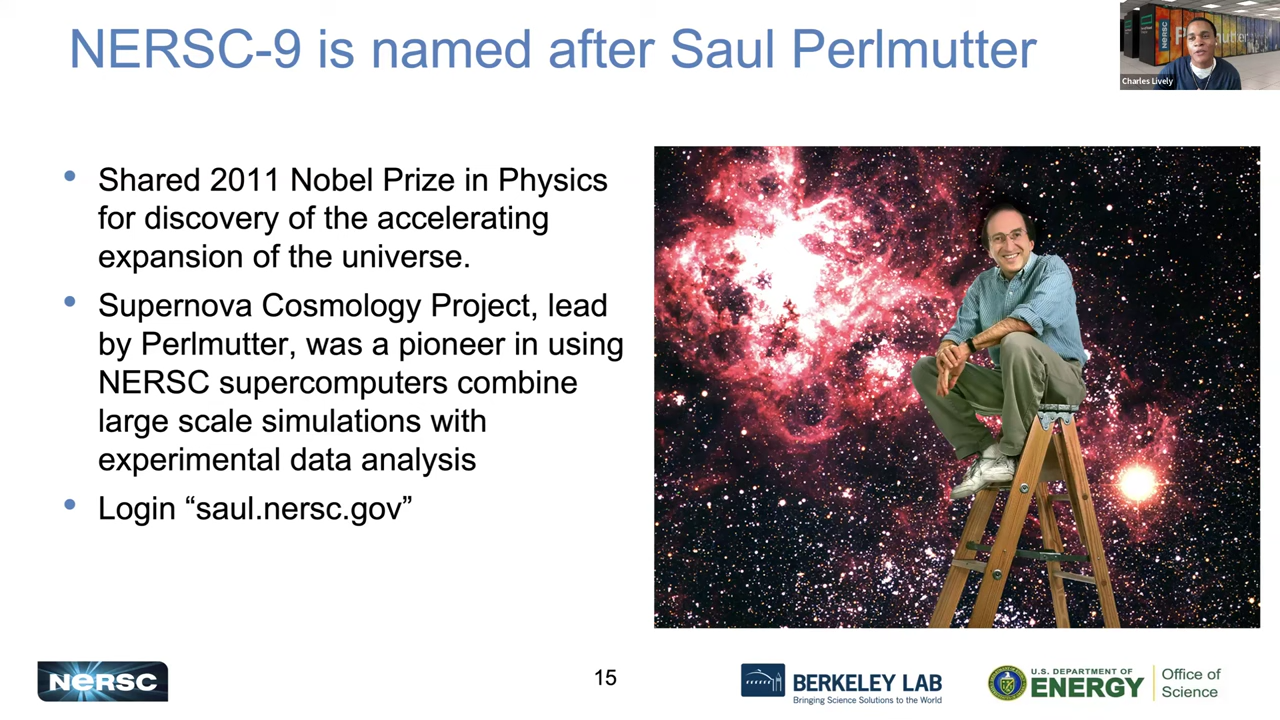 NERSC-9 is named after Saul Perlmutter
Charles Lively
• Shared 2011 Nobel Prize in Physics
for discovery of the accelerating
expansion of the universe.
• Supernova Cosmology Project, lead
by Perlmutter, was a pioneer in using
NERSC supercomputers combine
large scale simulations with
experimental data analysis
• Login “saul.nersc.gov”
NERSC
15
BERKELEY LAB
Bringing Science Solutions to the World
U.S. DEPARTMENT OF
ENERGY
Office of
Science